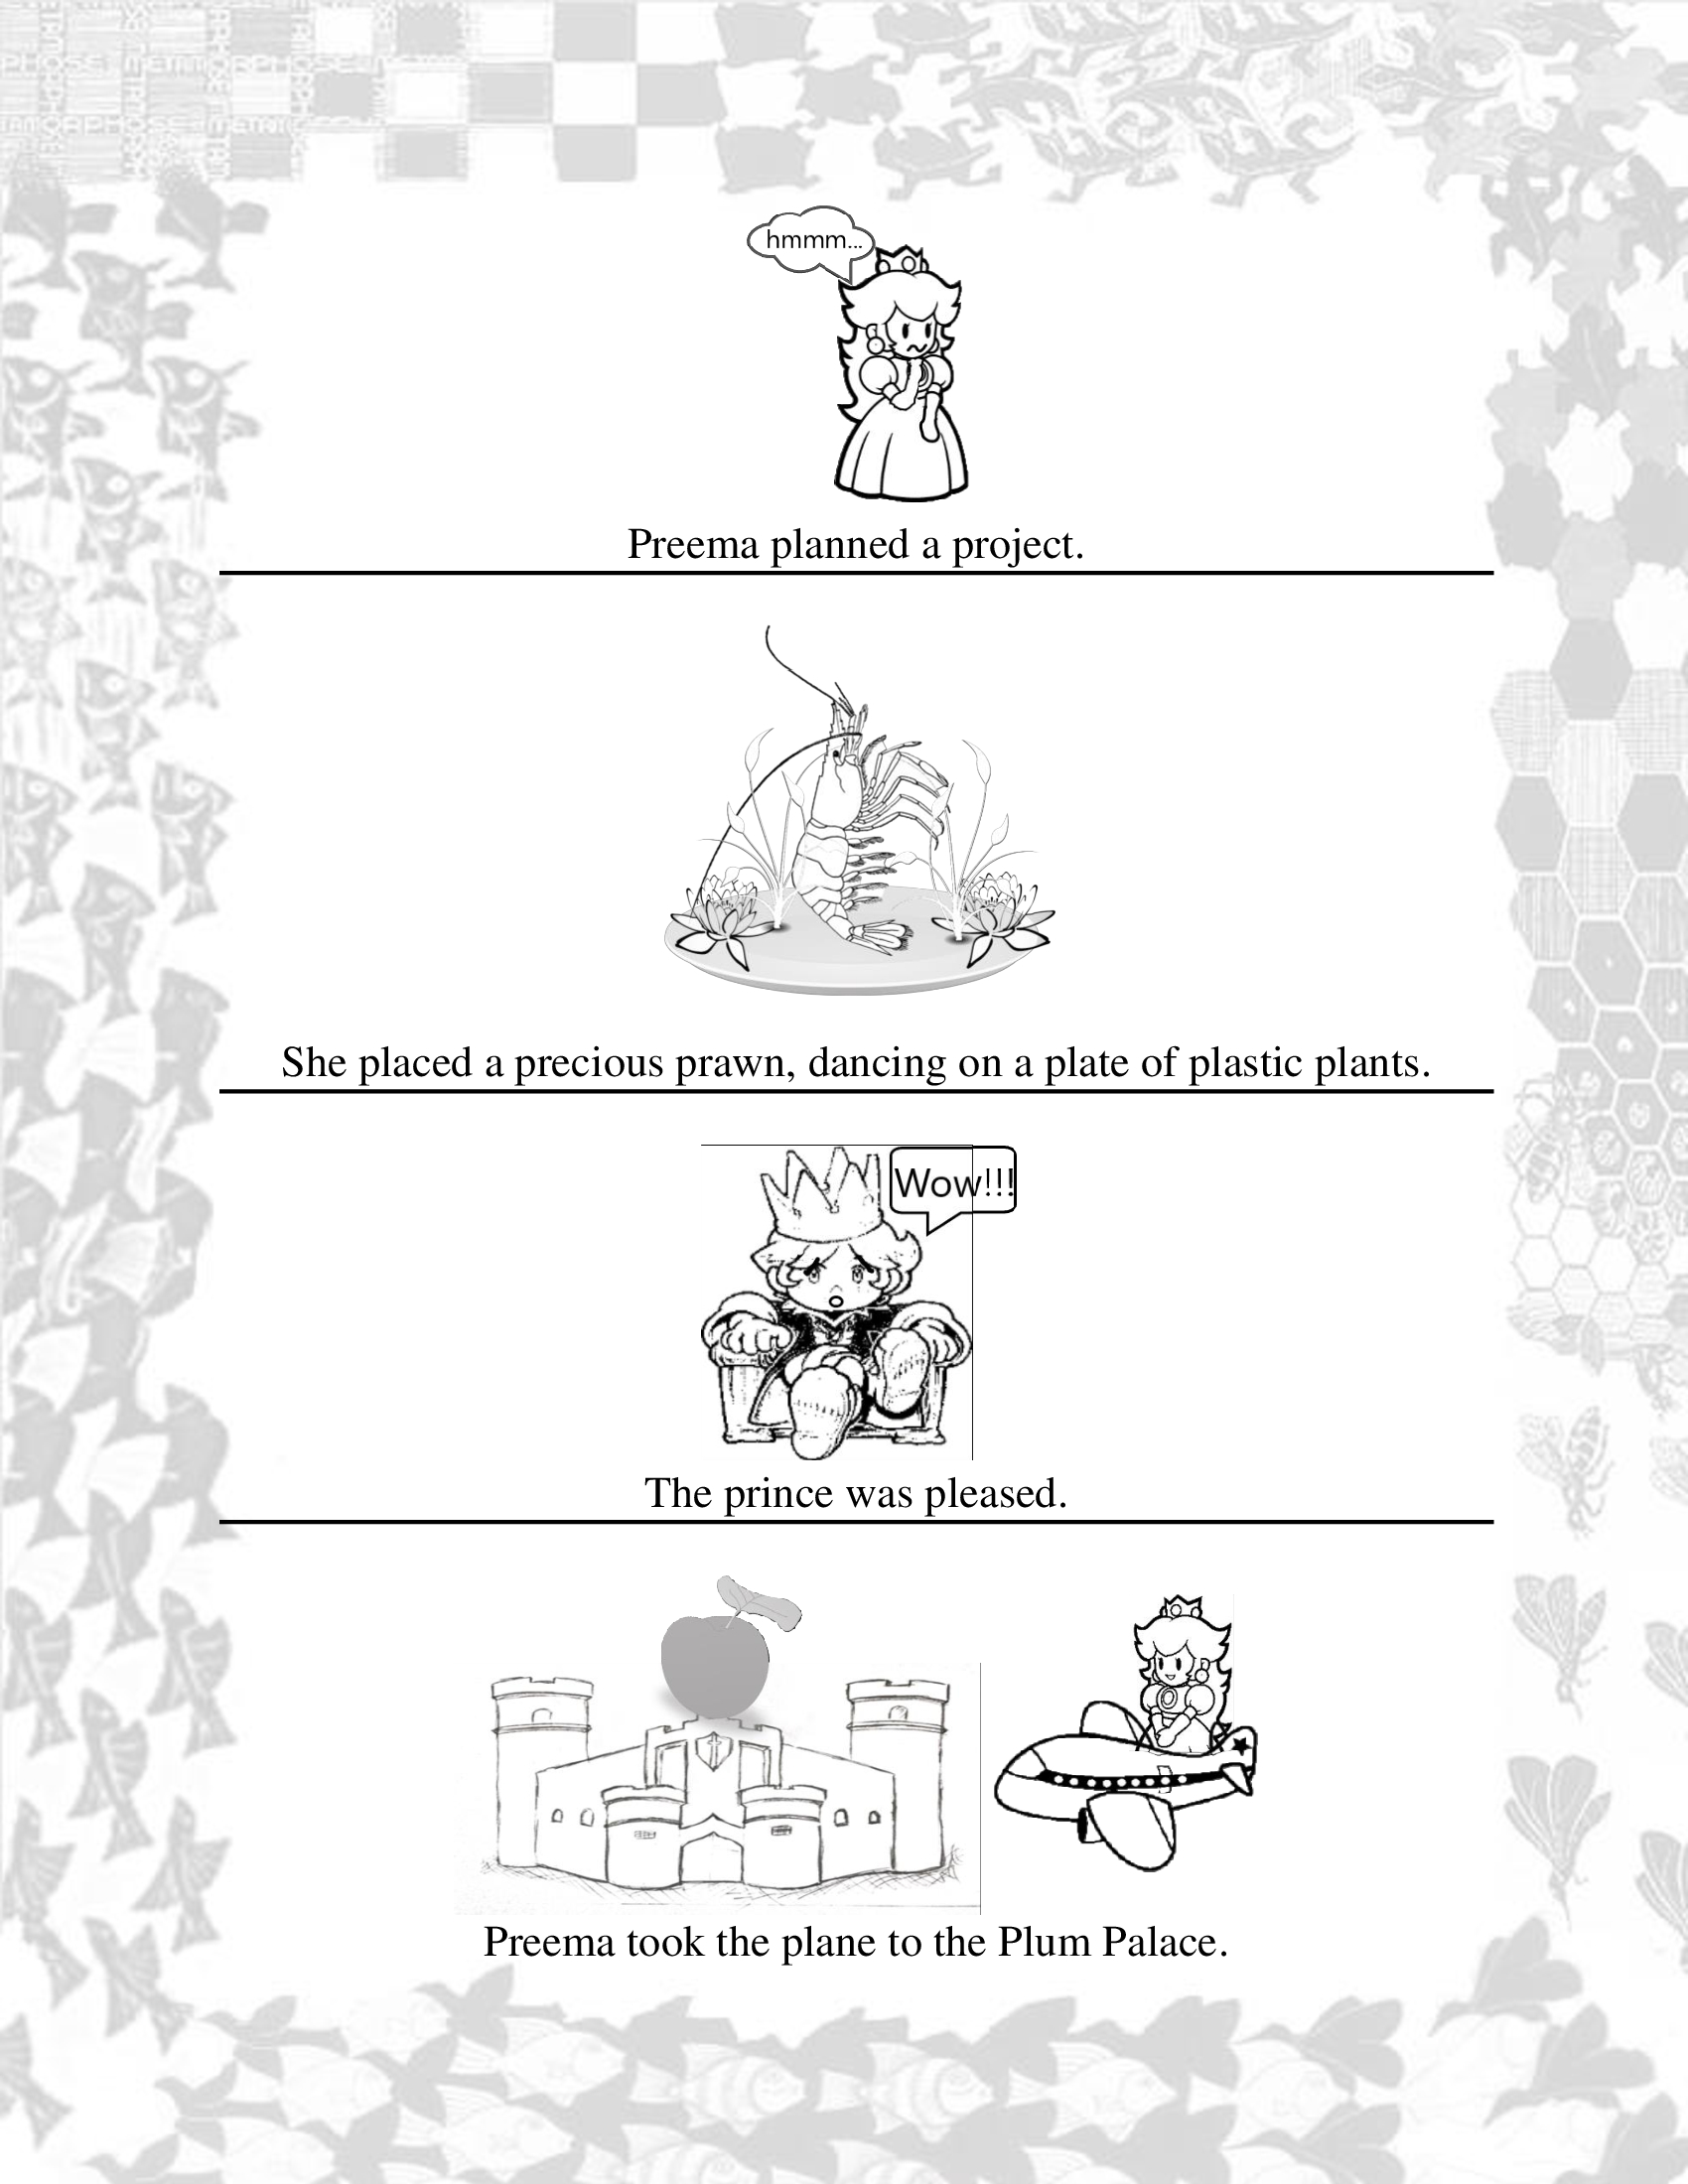 hmmm...
Preema planned a project.
She placed a precious prawn, dancing on a plate of plastic plants.
Wow!!!
The prince was pleased.
Preema took the plane to the Plum Palace.